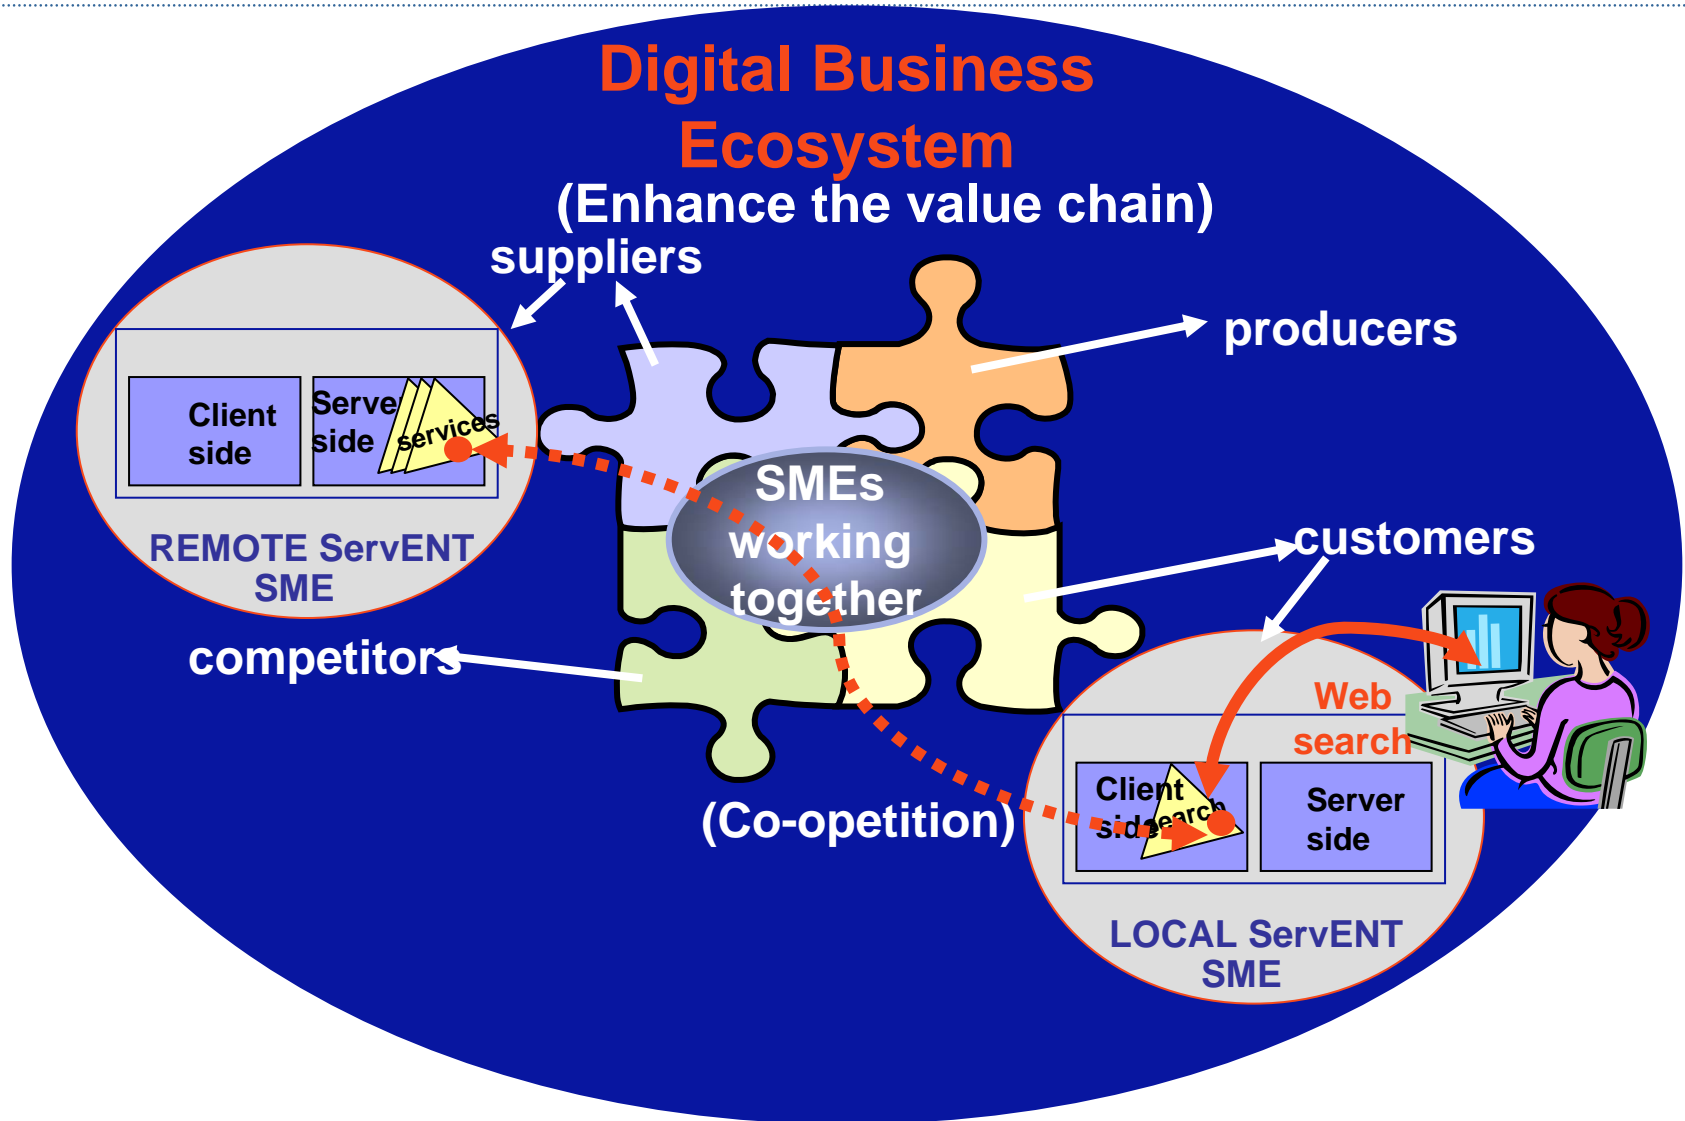 Digital Business
Ecosystem
(Enhance the value chain)
suppliers
producers
Client
side
Server
side
services
REMOTE ServENT
SME
SMEs
working
together
customers
competitors
Web
search
(Co-opetition)
Client
side
search
Server
side
LOCAL ServENT
SME